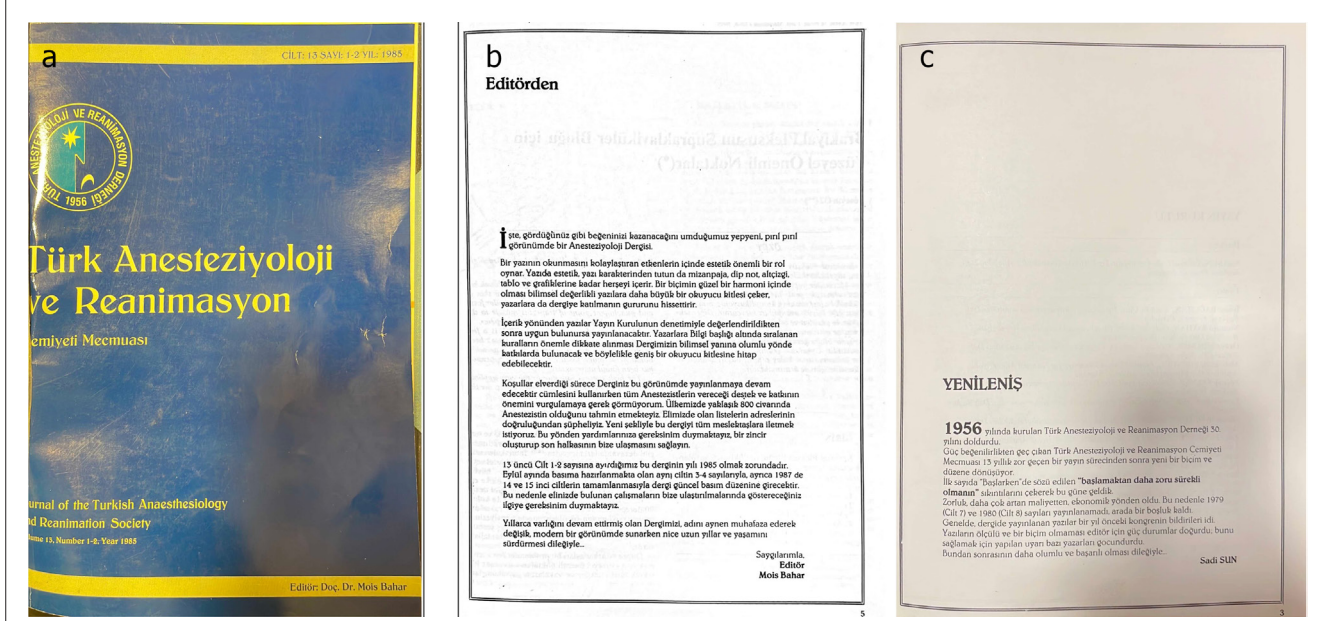 a
CİLT: 13 SAYI: 1-2 YIL: 1985
ANESTEZİYOLOJİ VE REANİMASYON DERNEĞİ
TÜRK
1956
Türk Anesteziyoloji
ve Reanimasyon
emiyeti Mecmuası
urnal of the Turkish Anaesthesiology
d Reanimation Society
ume 13, Number 1-2, Year 1985
Editör: Doç. Dr. Mois Bahar
b
Editörden
İşte, gördüğünüz gibi beğeninizi kazanacağını umduğumuz yepyeni, pırıl pırıl
görünümde bir Anesteziyoloji Dergisi.
Bir yazının okunmasını kolaylaştıran etkenlerin içinde estetik önemli bir rol
oynar. Yazıda estetik, yazı karakterinden tutun da mizanpaja, dip not, altçizgi,
tablo ve grafiklerine kadar herşeyi içerir. Bir biçimin güzel bir harmoni içinde
olması bilimsel değerlikli yazılara daha büyük bir okuyucu kitlesi çeker,
yazarlara da dergiye katılmanın gururunu hissettirir.
İçerik yönünden yazılar Yayın Kurulunun denetimiyle değerlendirildikten
sonra uygun bulunursa yayınlanacaktır. Yazarlara Bilgi başlığı altında sıralanan
kuralların önemle dikkate alınması Dergimizin bilimsel yanına olumlu yönde
katkılarda bulunacak ve böylelikle geniş bir okuyucu kitlesine hitap
edebilecektir.
Koşullar elverdiği sürece Derginiz bu görünümde yayınlanmaya devam
edecektir cümlesini kullanırken tüm Anestezistlerin vereceği destek ve katkının
önemini vurgulamaya gerek görmüyorum. Ülkemizde yaklaşık 800 civarında
Anestezistin olduğunu tahmin etmekteyiz. Elimizde olan listelerin adreslerinin
doğruluğundan şüpheliyiz. Yeni şekliyle bu dergiyi tüm meslektaşlara iletmek
istiyoruz. Bu yönden yardımlarınıza gereksinim duymaktayız, bir zincir
oluşturup son halkasının bize ulaşmasını sağlayın.
13 üncü Cilt 1-2 sayısına ayırdığımız bu derginin yılı 1985 olmak zorundadır.
Eylül ayında basıma hazırlanmakta olan aynı ciltin 3-4 sayılarıyla, ayrıca 1987 de
14 ve 15 inci ciltlerin tamamlanmasıyla dergi güncel basım düzenine girecektir.
Bu nedenle elinizde bulunan çalışmaların bize ulaştırılmalarında göstereceğiniz
ilgiye gereksinim duymaktayız.
Yıllarca varlığını devam ettirmiş olan Dergimizi, adını aynen muhafaza ederek
değişik, modern bir görünümde sunarken nice uzun yıllar ve yaşamını
sürdürmesi dileğiyle...
Saygılarımla,
Editör
Mois Bahar
5
c
YENİLENİŞ
1956 yılında kurulan Türk Anesteziyoloji ve Reanimasyon Derneği 30.
yılını doldurdu.
Güç beğenilirlikten geç çıkan Türk Anesteziyoloji ve Reanimasyon Cemiyeti
Mecmuası 13 yıllık zor geçen bir yayın sürecinden sonra yeni bir biçim ve
düzene dönüşüyor.
İlk sayıda "Başlarken"de sözü edilen "başlamaktan daha zoru sürekli
olmanın" sıkıntılarını çekerek bu güne geldik.
Zorluk, daha çok artan maliyetten, ekonomik yönden oldu. Bu nedenle 1979
(Cilt 7) ve 1980 (Cilt 8) sayıları yayınlanamadı, arada bir boşluk kaldı.
Genelde, dergide yayınlanan yazılar bir yıl önceki kongrenin bildirileri idi.
Yazıların ölçülü ve bir biçim olmaması editör için güç durumlar doğurdu, bunu
sağlamak için yapılan uyarı bazı yazarları gocundurdu.
Bundan sonrasının daha olumlu ve başarılı olması dileğiyle...
Sadi SUN
3